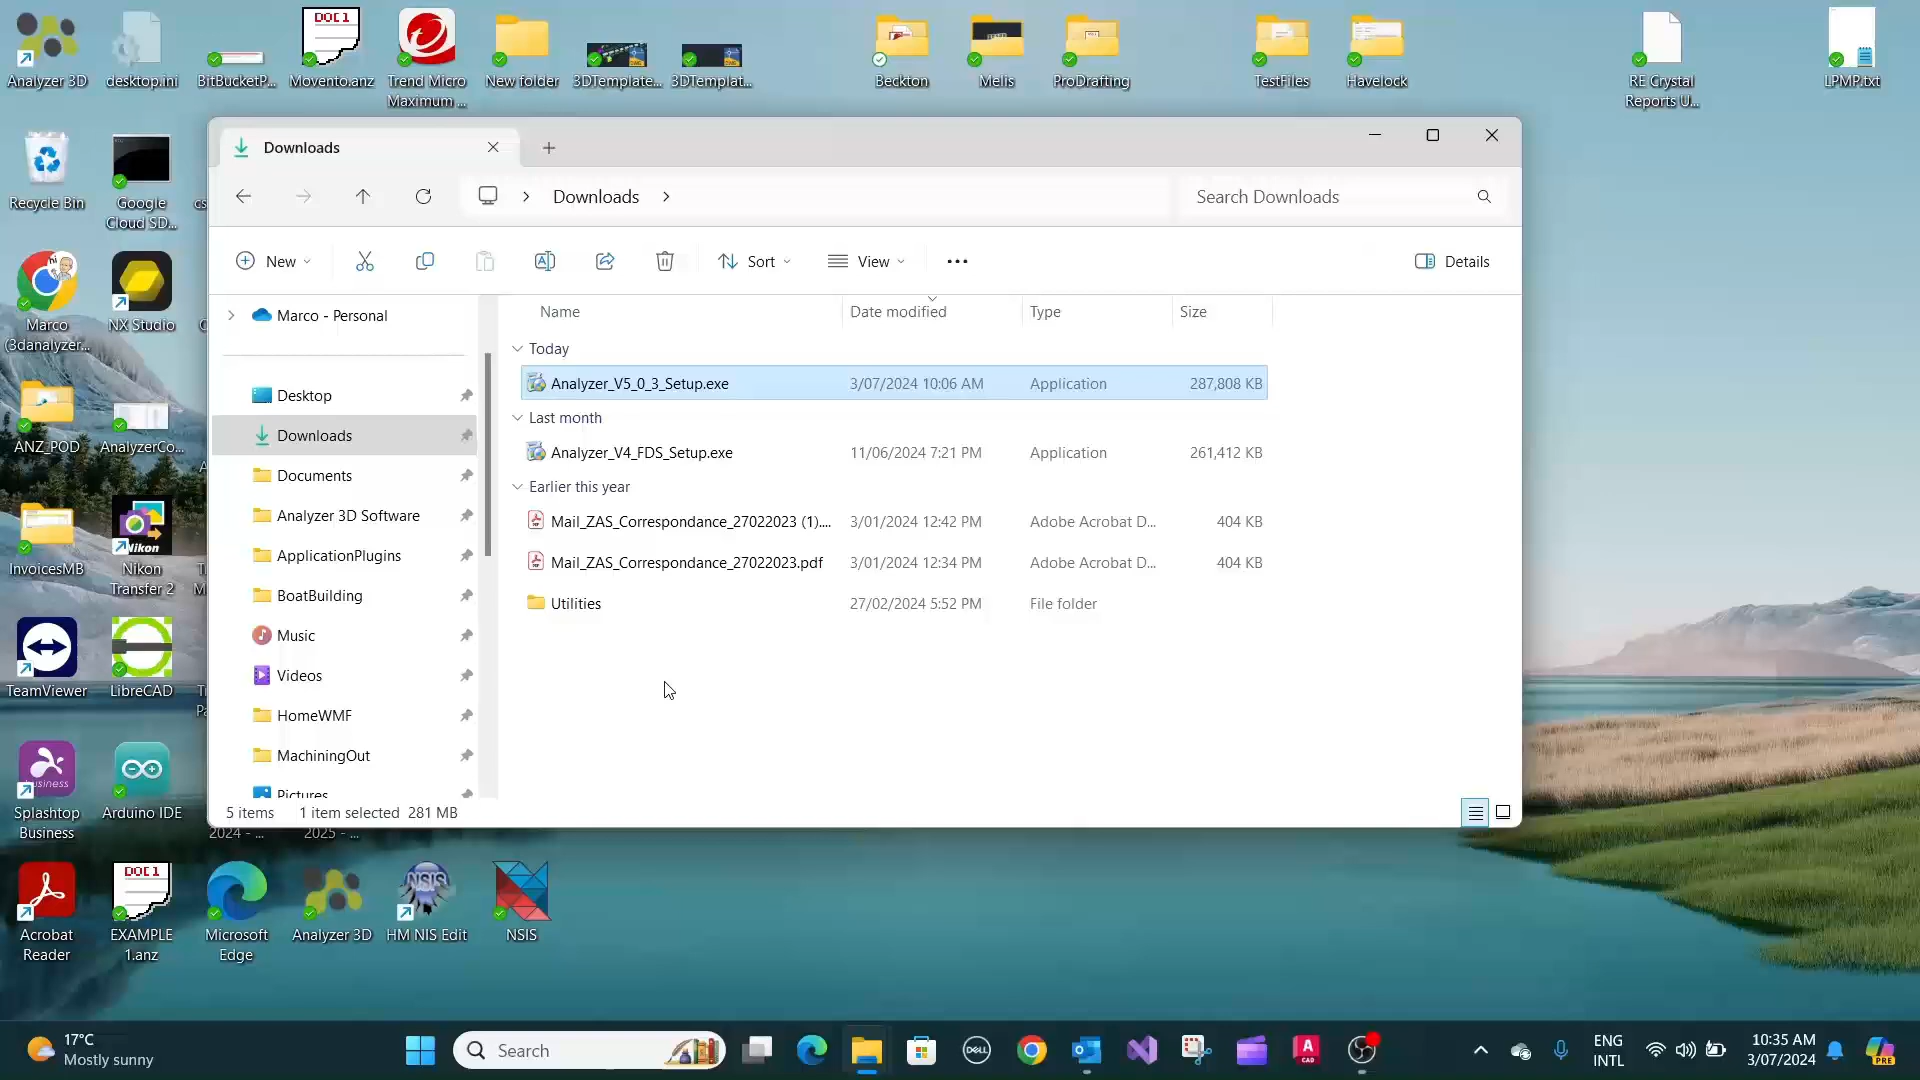 Analyzer 3D
desktop.ini
BitBucketP...
DOC1
Movento.anz
Trend Micro
Maximum ...
New folder
3DTemplate...
3DTemplat...
Beckton
Melis
ProDrafting
TestFiles
Havelock
RE Crystal
Reports U...
LPMP.txt
Recycle Bin
Google
Cloud SD...
Marco
(3danalyzer...
NX Studio
ANZ_POD
AnalyzerCo...
InvoicesMB
Nikon
Nikon
Transfer 2
TeamViewer
LibreCAD
business
Splashtop
Business
Arduino IDE
2024 - ...
2025 - ...
Acrobat
Reader
DOC1
EXAMPLE
1.anz
Microsoft
Edge
Analyzer 3D
NSIS
HM NIS Edit
NSIS
Downloads
Downloads
Search Downloads
New
Sort
View
Details
Marco - Personal
Desktop
Downloads
Documents
Analyzer 3D Software
ApplicationPlugins
BoatBuilding
Music
Videos
HomeWMF
MachiningOut
Pictures
Name Date modified Type Size
Today
Analyzer_V5_0_3_Setup.exe 3/07/2024 10:06 AM Application 287,808 KB
Last month
Analyzer_V4_FDS_Setup.exe 11/06/2024 7:21 PM Application 261,412 KB
Earlier this year
Mail_ZAS_Correspondance_27022023 (1).... 3/01/2024 12:42 PM Adobe Acrobat D... 404 KB
Mail_ZAS_Correspondance_27022023.pdf 3/01/2024 12:34 PM Adobe Acrobat D... 404 KB
Utilities 27/02/2024 5:52 PM File folder
5 items 1 item selected 281 MB
17°C
Mostly sunny
Search
DELL
CAD
ENG
INTL
10:35 AM
3/07/2024
PRE